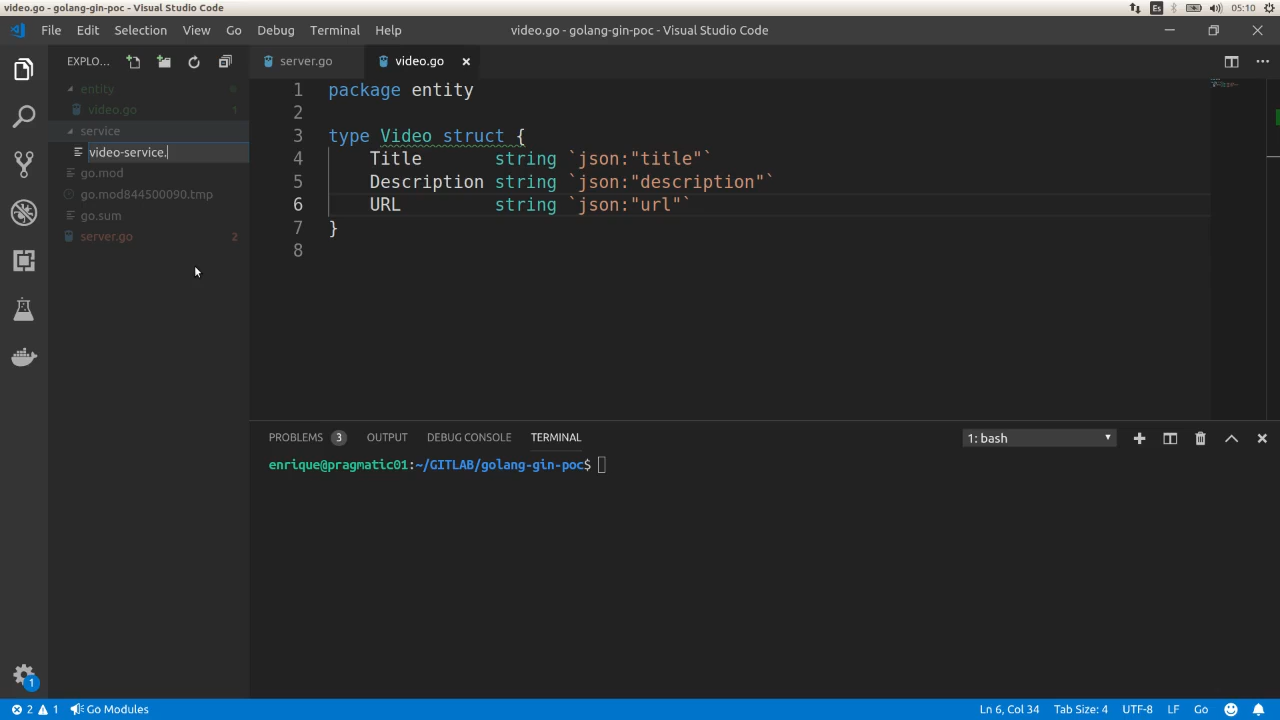 video.go - golang-gin-poc - Visual Studio Code
Es
05:10
File Edit Selection View Go Debug Terminal Help
video.go - golang-gin-poc - Visual Studio Code
EXPLO...
server.go
video.go
entity
video.go 1
service
video-service.
go.mod
go.mod844500090.tmp
go.sum
server.go 2
1 package entity
2
3 type Video struct {
4 Title string `json:"title"`
5 Description string `json:"description"`
6 URL string `json:"url"`
7 }
8
PROBLEMS 3 OUTPUT DEBUG CONSOLE TERMINAL
1: bash
enrique@pragmatic01:~/GITLAB/golang-gin-poc$
1
2 1 Go Modules
Ln 6, Col 34 Tab Size: 4 UTF-8 LF Go